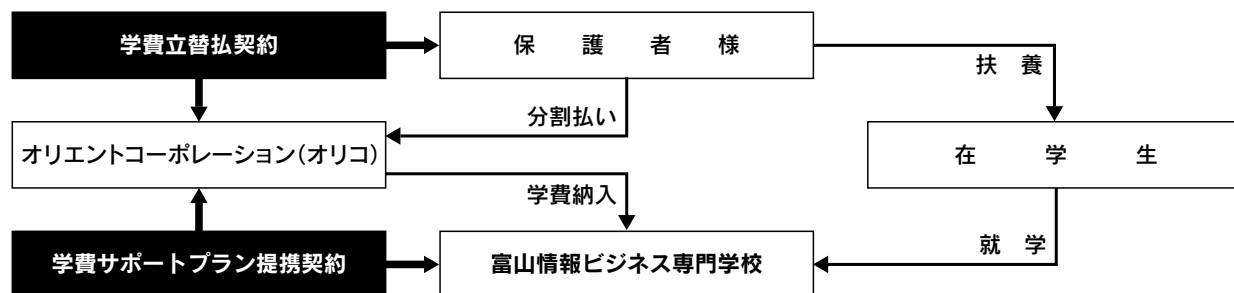 学費立替払契約
保護者様
扶養
分割払い
オリエントコーポレーション(オリコ)
在学生
学費納入
学費サポートプラン提携契約
富山情報ビジネス専門学校
就学